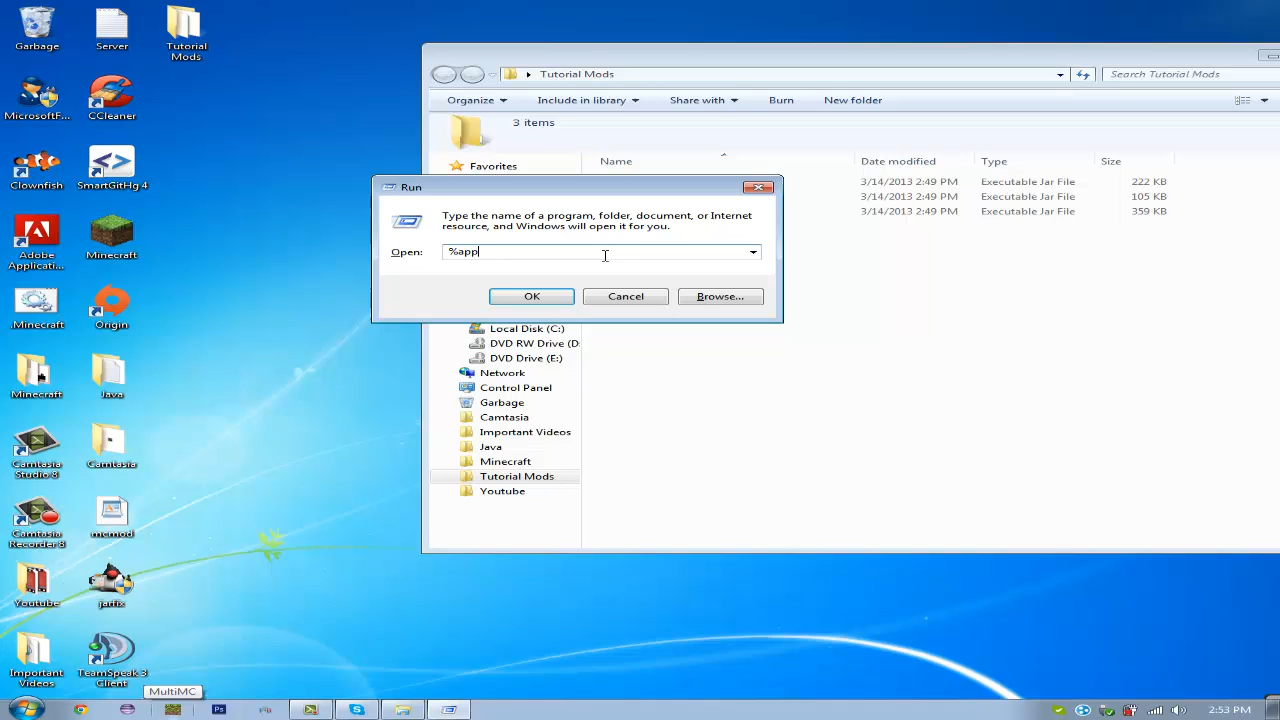 Garbage
Server
Tutorial
Mods
MicrosoftF...
CCleaner
Clownfish
SmartGitHg 4
Adobe
Applicati...
Minecraft
.Minecraft
Origin
Minecraft
Java
Camtasia
Studio 8
Camtasia
Camtasia
Recorder 8
mcmod
Youtube
jarfix
Important
Videos
TeamSpeak 3
Client
MultiMC
Tutorial Mods
Search Tutorial Mods
Organize
Include in library
Share with
Burn
New folder
3 items
Favorites
Name
Date modified
Type
Size
3/14/2013 2:49 PM
Executable Jar File
222 KB
3/14/2013 2:49 PM
Executable Jar File
105 KB
3/14/2013 2:49 PM
Executable Jar File
359 KB
Run
Type the name of a program, folder, document, or Internet
resource, and Windows will open it for you.
Open:
%app
OK
Cancel
Browse...
Local Disk (C:)
DVD RW Drive (D:
DVD Drive (E:)
Network
Control Panel
Garbage
Camtasia
Important Videos
Java
Minecraft
Tutorial Mods
Youtube
Ps
2:53 PM